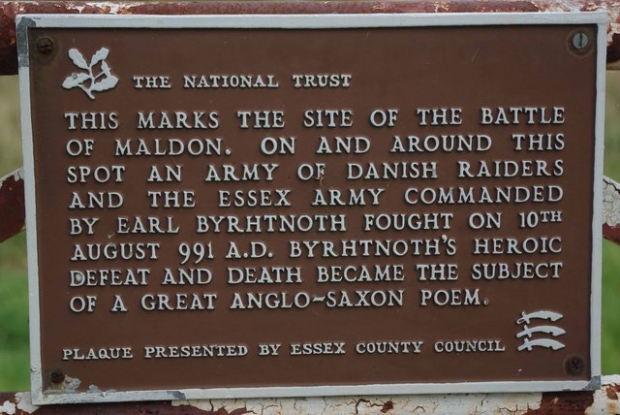 THE NATIONAL TRUST
THIS MARKS THE SITE OF THE BATTLE
OF MALDON. ON AND AROUND THIS
SPOT AN ARMY OF DANISH RAIDERS
AND THE ESSEX ARMY COMMANDED
BY EARL BYRHTNOTH FOUGHT ON 10TH
AUGUST 991 A.D. BYRHTNOTH'S HEROIC
DEFEAT AND DEATH BECAME THE SUBJECT
OF A GREAT ANGLO-SAXON POEM.
PLAQUE PRESENTED BY ESSEX COUNTY COUNCIL